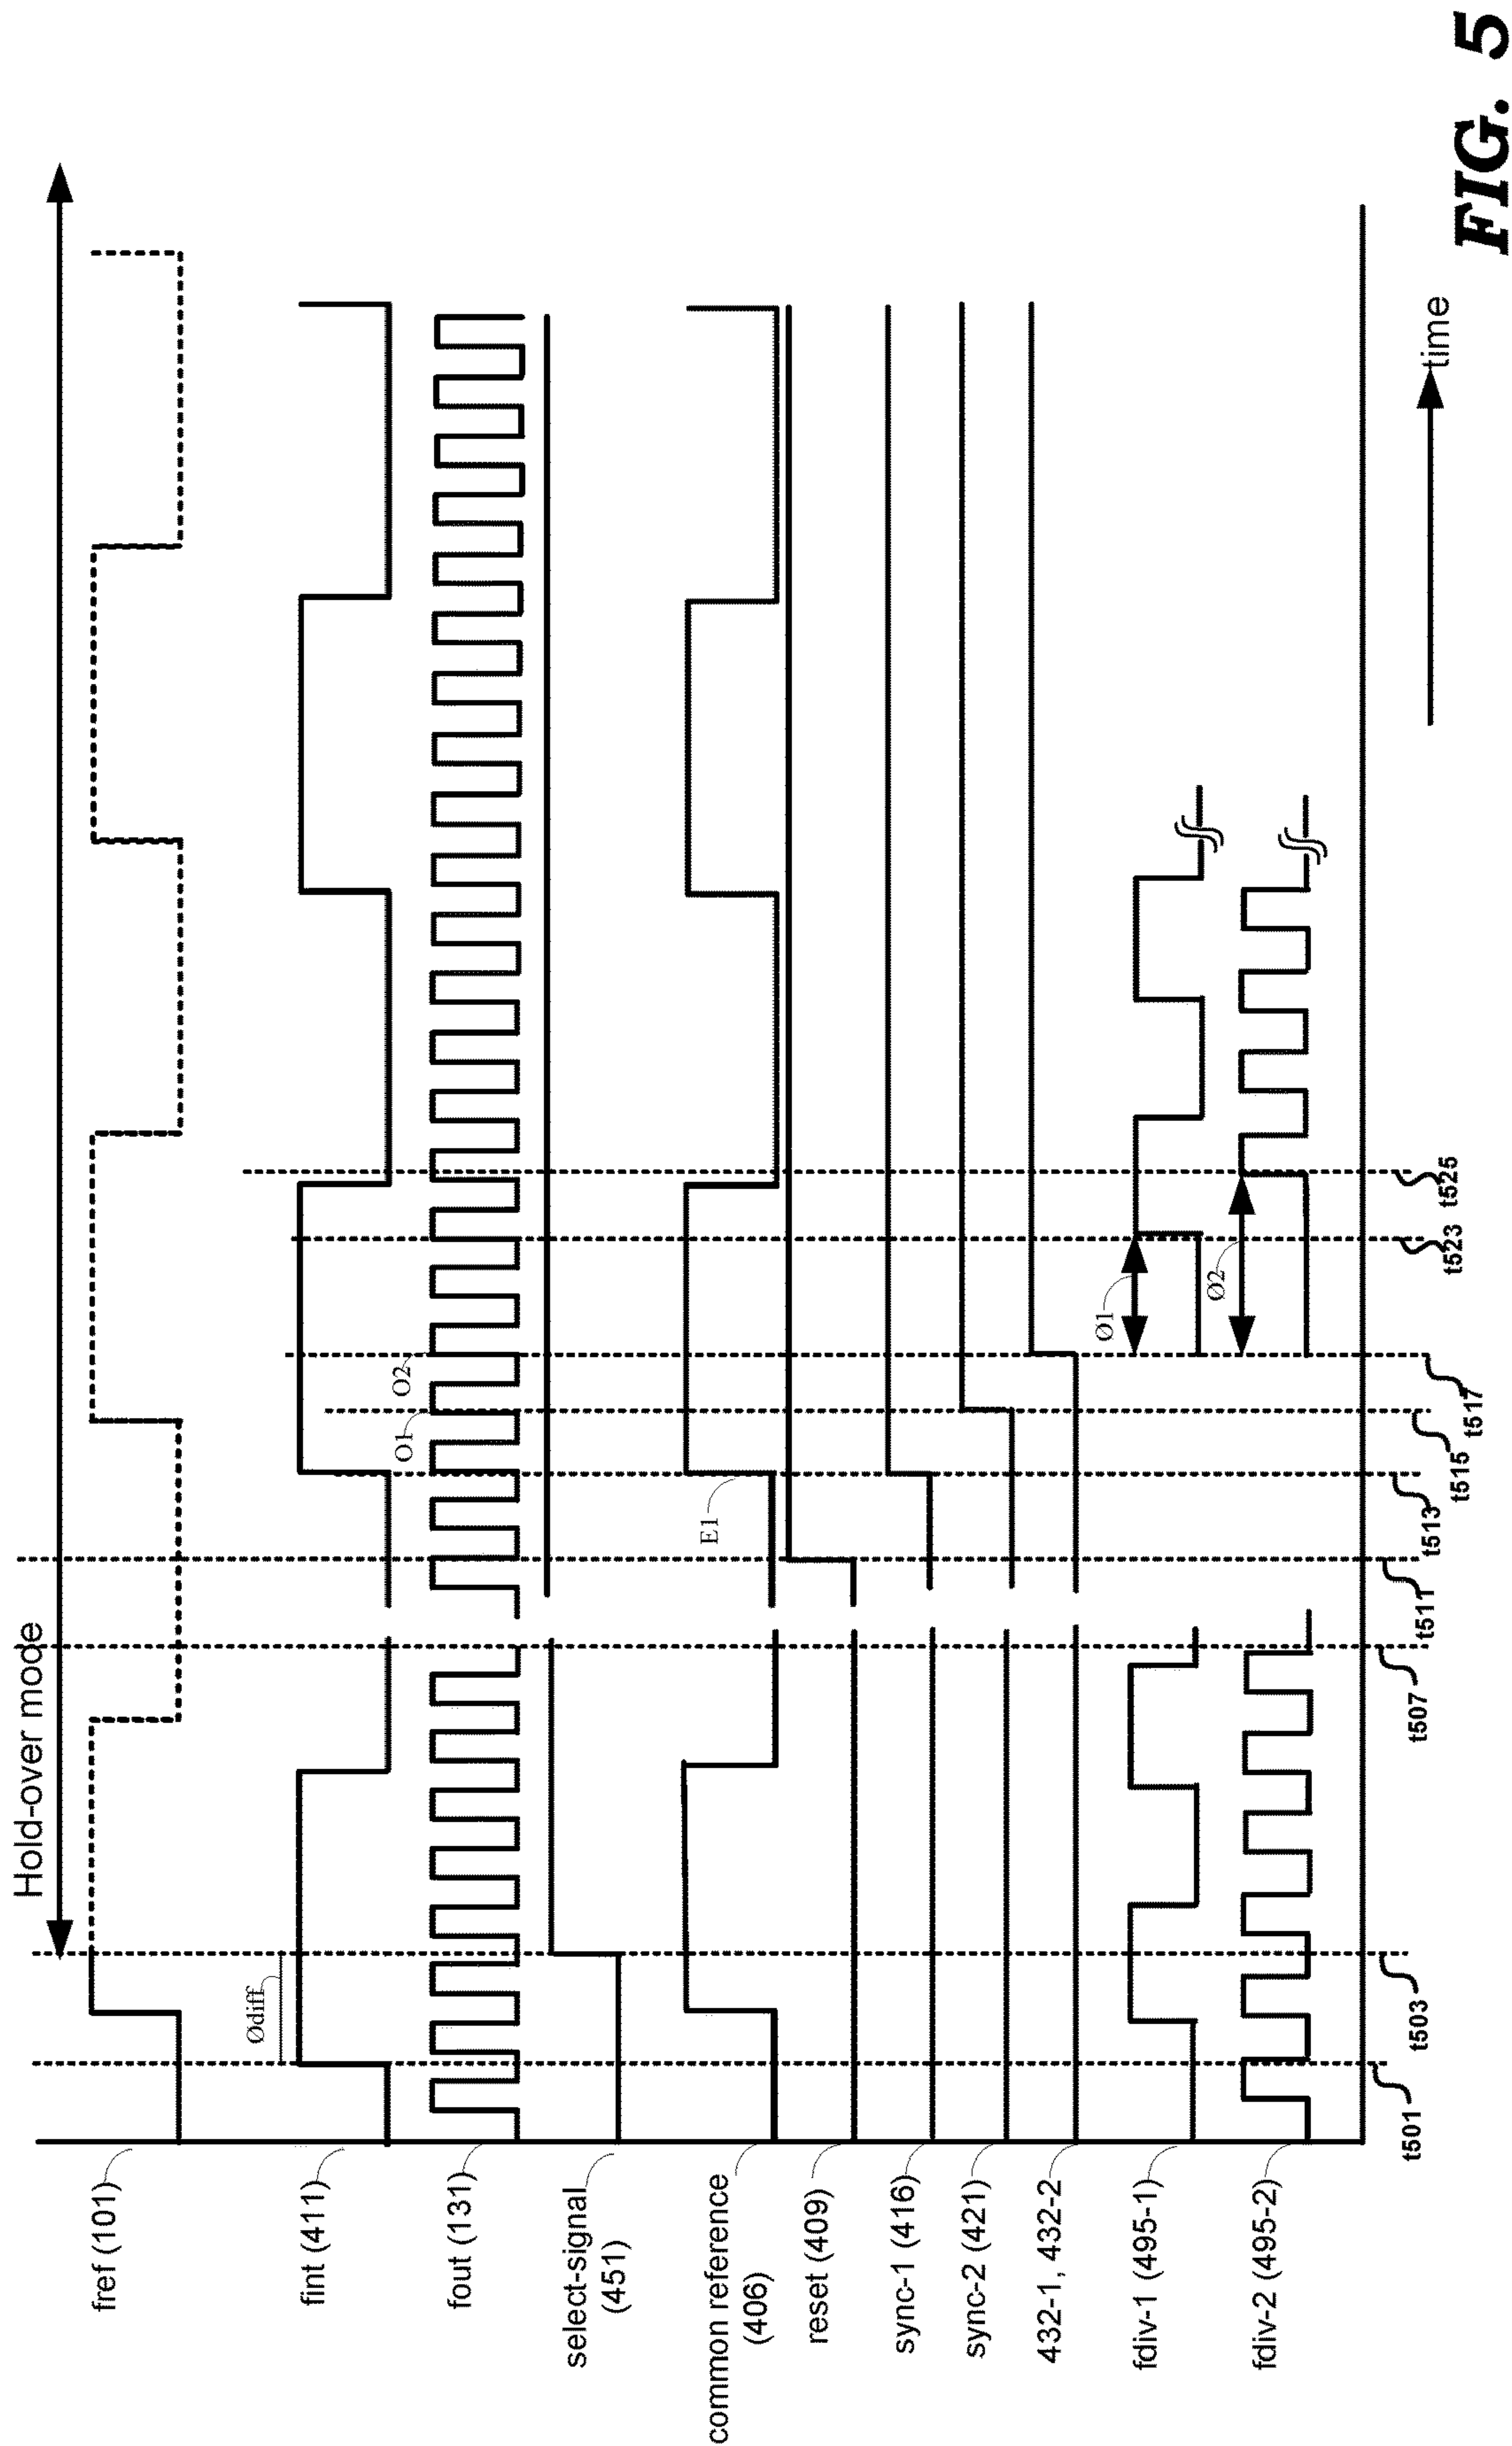 Hold-over mode
fref (101)
fint (411)
Ødiff
fout (131)
O1
O2
select-signal
(451)
common reference
(406)
E1
reset (409)
sync-1 (416)
sync-2 (421)
432-1, 432-2
fdiv-1 (495-1)
Ø1
fdiv-2 (495-2)
Ø2
t501
t503
t507
t511
t513
t515
t517
t523
t525
time
FIG. 5